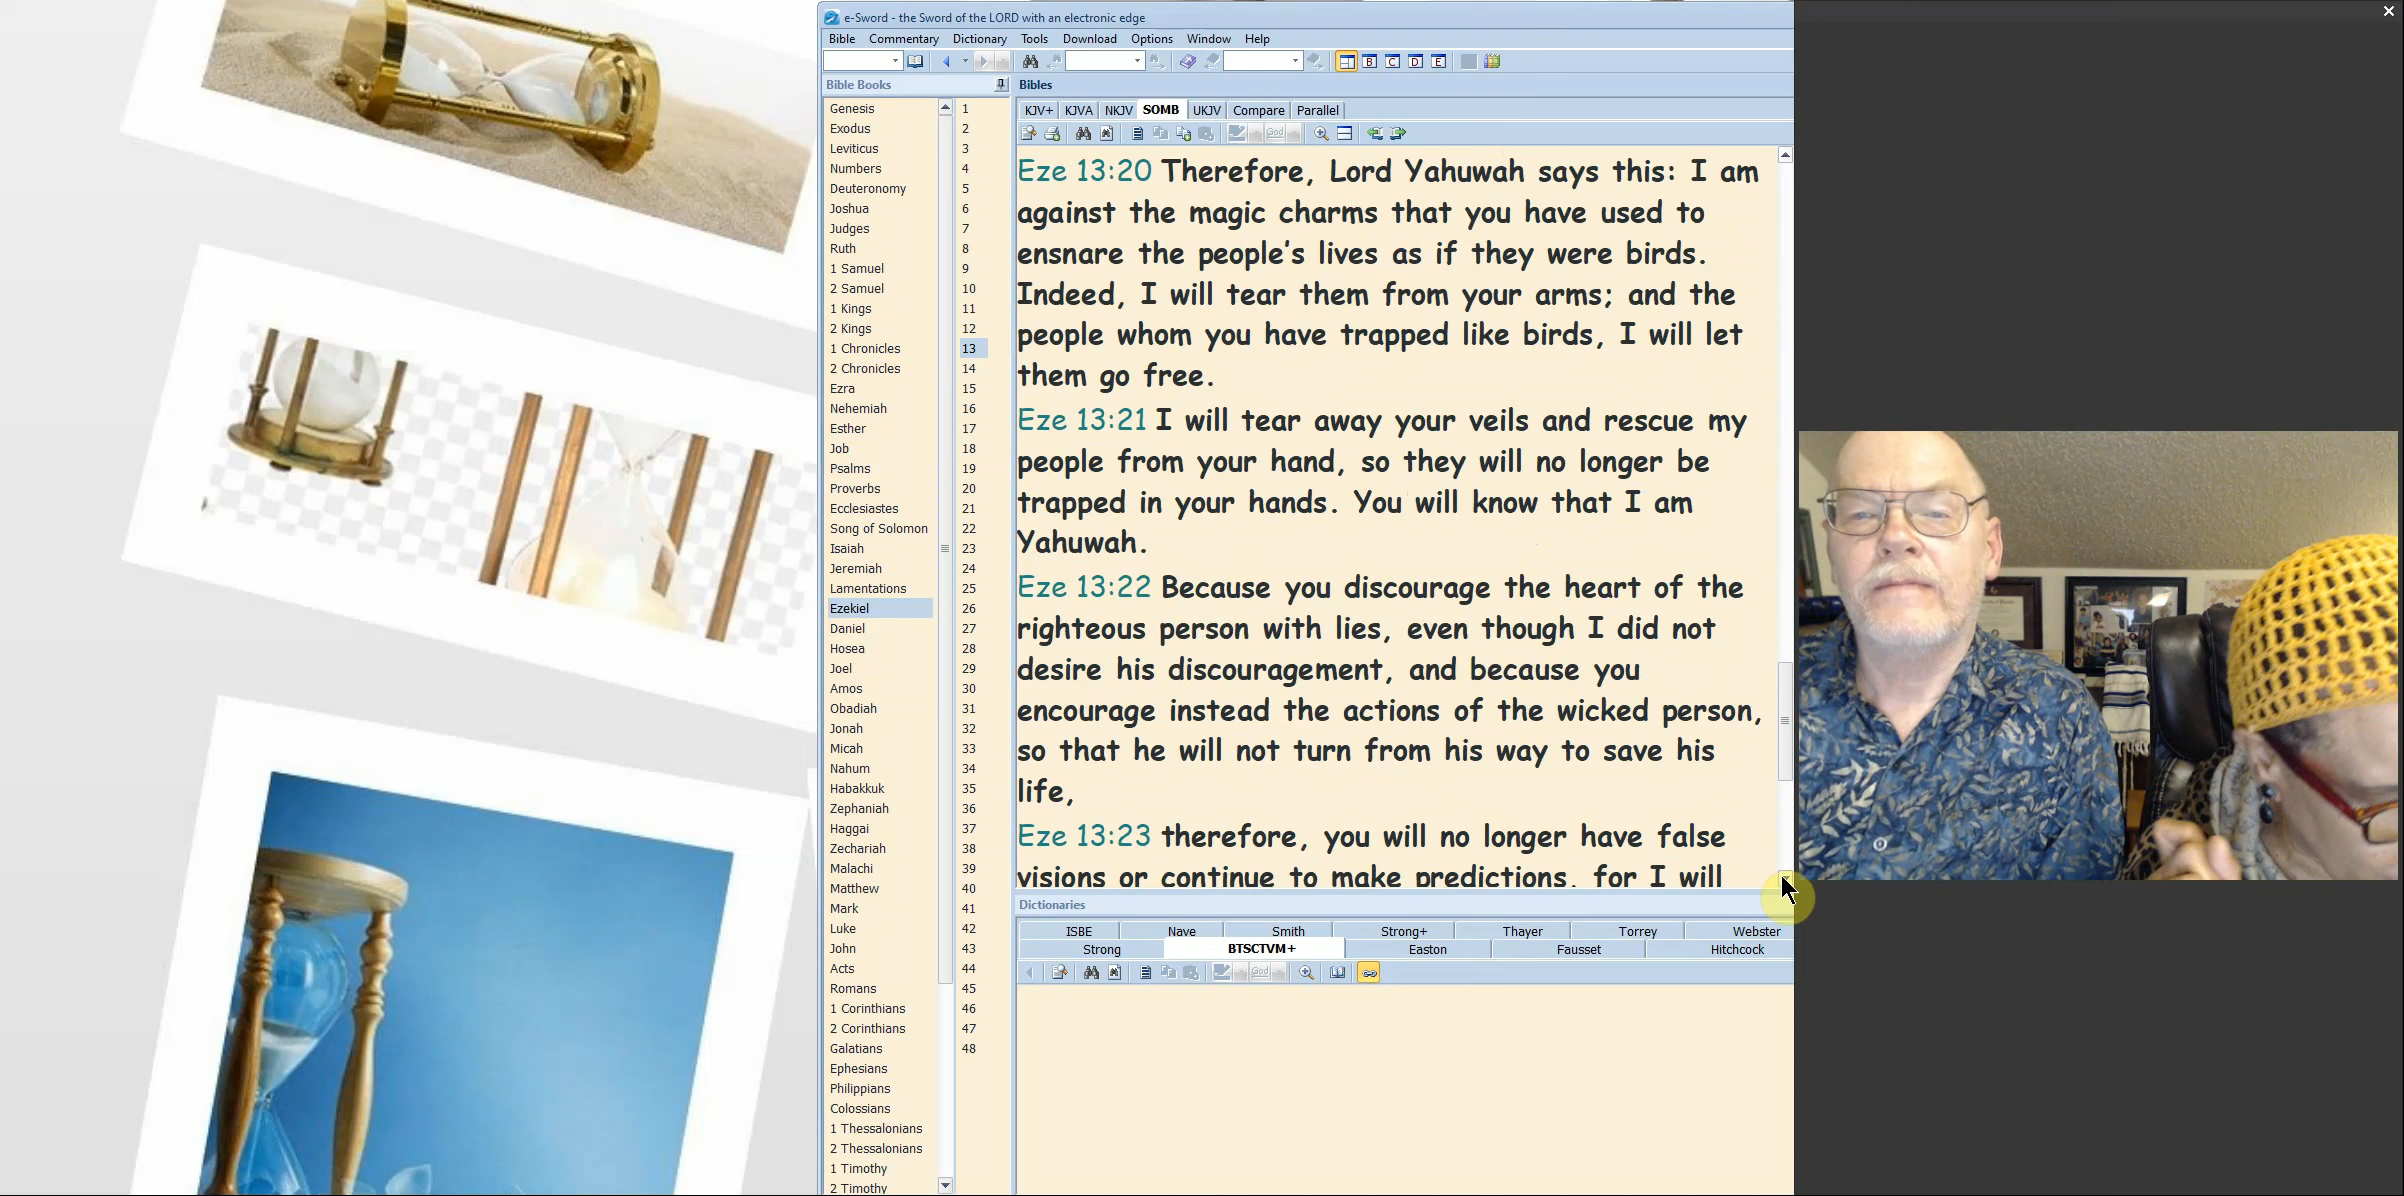 e-Sword - the Sword of the LORD with an electronic edge
Bible Commentary Dictionary Tools Download Options Window Help
B C D E
Bible Books
Genesis
Exodus
Leviticus
Numbers
Deuteronomy
Joshua
Judges
Ruth
1 Samuel
2 Samuel
1 Kings
2 Kings
1 Chronicles
2 Chronicles
Ezra
Nehemiah
Esther
Job
Psalms
Proverbs
Ecclesiastes
Song of Solomon
Isaiah
Jeremiah
Lamentations
Ezekiel
Daniel
Hosea
Joel
Amos
Obadiah
Jonah
Micah
Nahum
Habakkuk
Zephaniah
Haggai
Zechariah
Malachi
Matthew
Mark
Luke
John
Acts
Romans
1 Corinthians
2 Corinthians
Galatians
Ephesians
Philippians
Colossians
1 Thessalonians
2 Thessalonians
1 Timothy
2 Timothy
1
2
3
4
5
6
7
8
9
10
11
12
13
14
15
16
17
18
19
20
21
22
23
24
25
26
27
28
29
30
31
32
33
34
35
36
37
38
39
40
41
42
43
44
45
46
47
48
Bibles
KJV+ KJVA NKJV SOMB UKJV Compare Parallel
God
Eze 13:20 Therefore, Lord Yahuwah says this: I am
against the magic charms that you have used to
ensnare the people's lives as if they were birds.
Indeed, I will tear them from your arms; and the
people whom you have trapped like birds, I will let
them go free.
Eze 13:21 I will tear away your veils and rescue my
people from your hand, so they will no longer be
trapped in your hands. You will know that I am
Yahuwah.
Eze 13:22 Because you discourage the heart of the
righteous person with lies, even though I did not
desire his discouragement, and because you
encourage instead the actions of the wicked person,
so that he will not turn from his way to save his
life,
Eze 13:23 therefore, you will no longer have false
visions or continue to make predictions, for I will
Dictionaries
ISBE Nave Smith Strong+ Thayer Torrey Webster
Strong BTSCTVM+ Easton Fausset Hitchcock
God